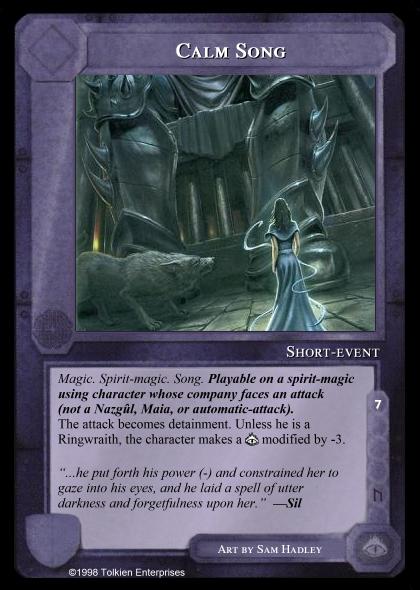 CALM SONG
SHORT-EVENT
Magic. Spirit-magic. Song. Playable on a spirit-magic
using character whose company faces an attack
(not a Nazgûl, Maia, or automatic-attack).
The attack becomes detainment. Unless he is a
Ringwraith, the character makes a modified by -3.
7
“...he put forth his power (-) and constrained her to
gaze into his eyes, and he laid a spell of utter
darkness and forgetfulness upon her.” —Sil
ART BY SAM HADLEY
©1998 Tolkien Enterprises